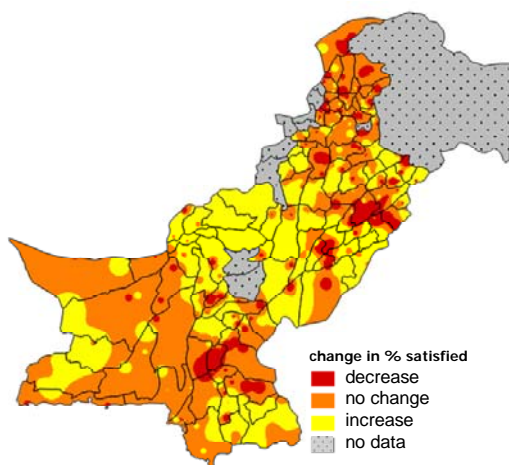 change in % satisfied
decrease
no change
increase
no data